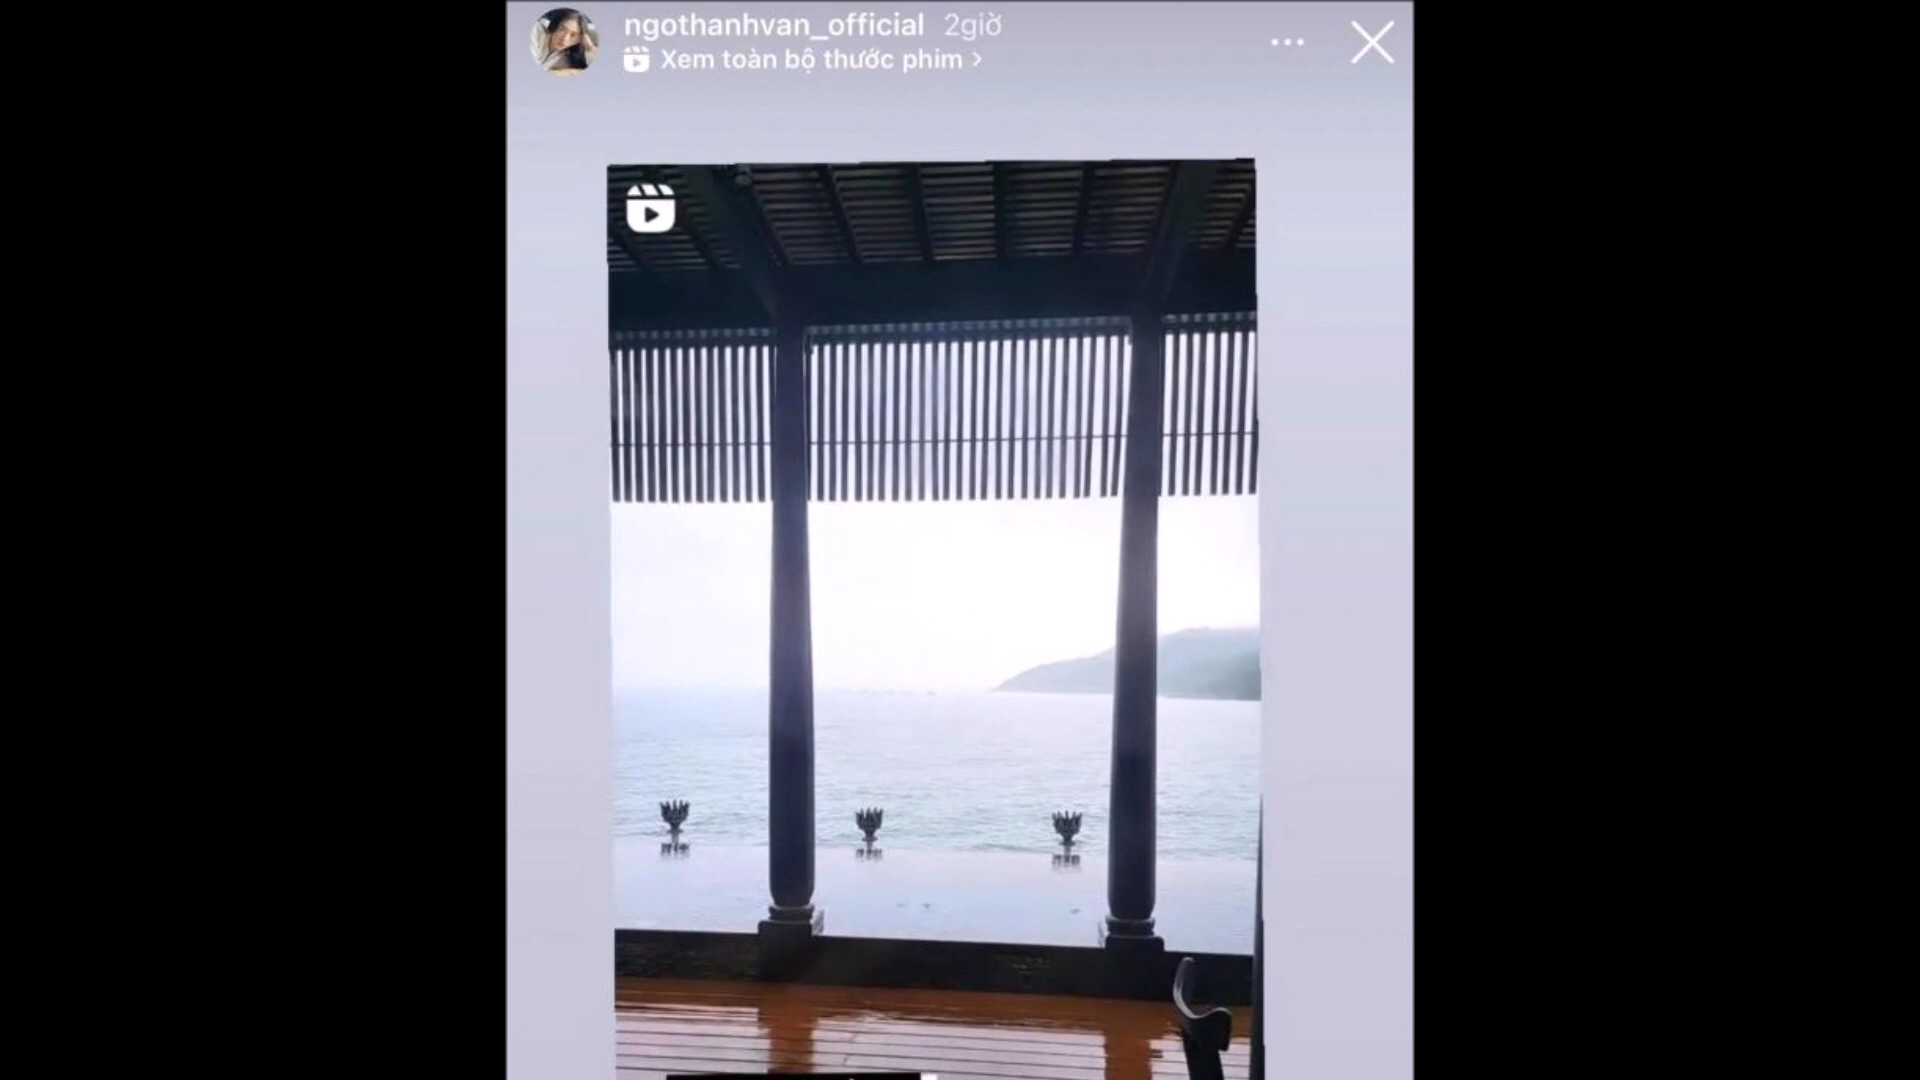 ngothanhvan_official 2giờ
Xem toàn bộ thước phim >